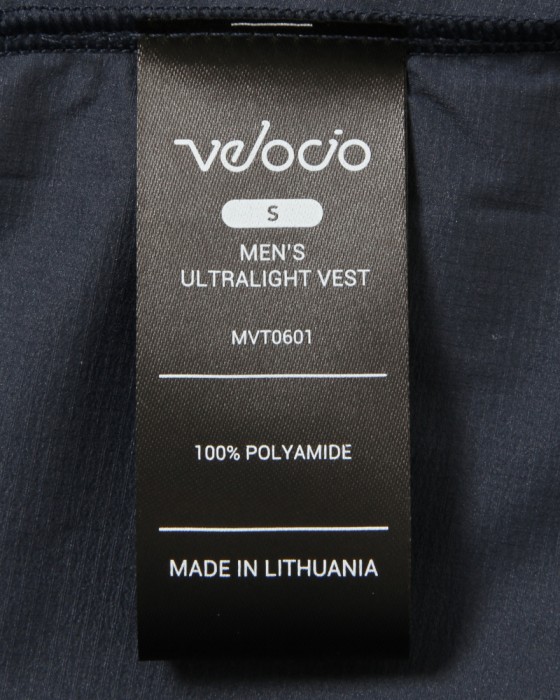 velocio
S
MEN'S
ULTRALIGHT VEST
MVT0601
100% POLYAMIDE
MADE IN LITHUANIA